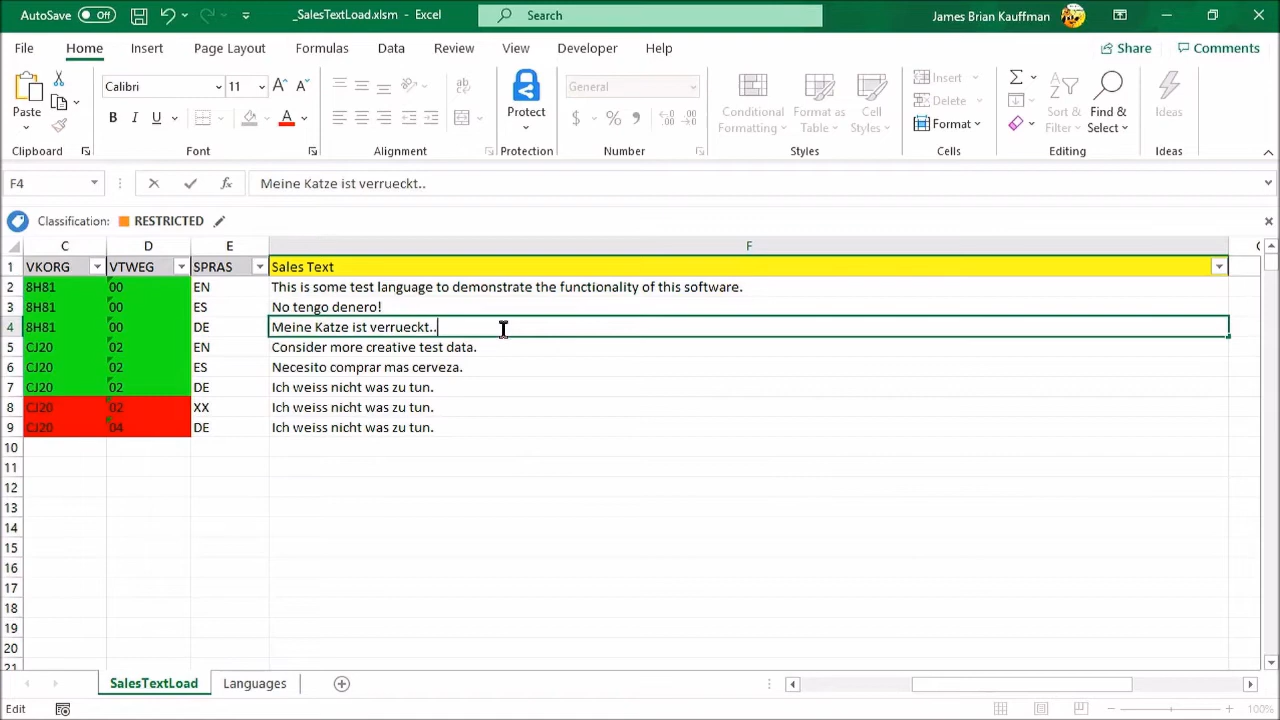 AutoSave Off _SalesTextLoad.xlsm - Excel Search James Brian Kauffman
File Home Insert Page Layout Formulas Data Review View Developer Help Share Comments
Paste Calibri 11 General
B I U Protect Conditional Formatting Format as Table Cell Styles Insert Delete Format Sort & Filter Find & Select Ideas
Clipboard Font Alignment Protection Number Styles Cells Editing Ideas
F4 fx Meine Katze ist verrueckt..
Classification: RESTRICTED
C D E F
1 VKORG VTWEG SPRAS Sales Text
2 8H81 00 EN This is some test language to demonstrate the functionality of this software.
3 8H81 00 ES No tengo denero!
4 8H81 00 DE Meine Katze ist verrueckt..
5 CJ20 02 EN Consider more creative test data.
6 CJ20 02 ES Necesito comprar mas cerveza.
7 CJ20 02 DE Ich weiss nicht was zu tun.
8 CJ20 02 XX Ich weiss nicht was zu tun.
9 CJ20 04 DE Ich weiss nicht was zu tun.
10
11
12
13
14
15
16
17
18
19
20
21
SalesTextLoad Languages
Edit 100%